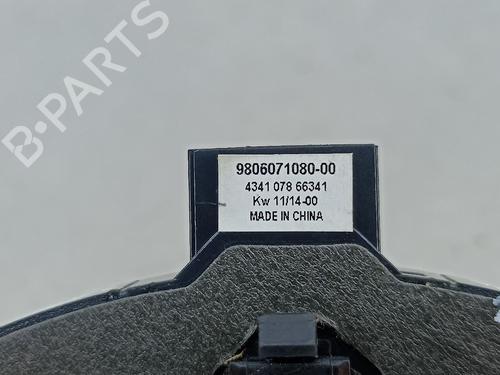 B-PARTS
9806071080-00
4341 078 66341
Kw 11/14-00
MADE IN CHINA